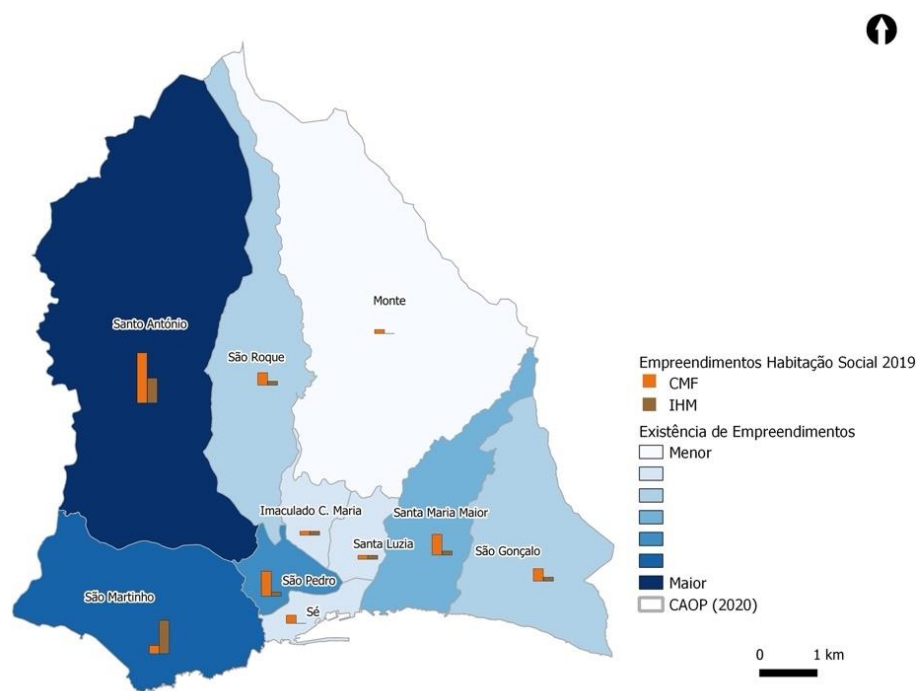 Monte
Santo António
São Roque
Imaculado C. Maria
Santa Maria Maior
Santa Luzia
São Gonçalo
São Pedro
São Martinho
Sé
Empreendimentos Habitação Social 2019
CMF
IHM
Existência de Empreendimentos
Menor
Maior
CAOP (2020)
0 1 km